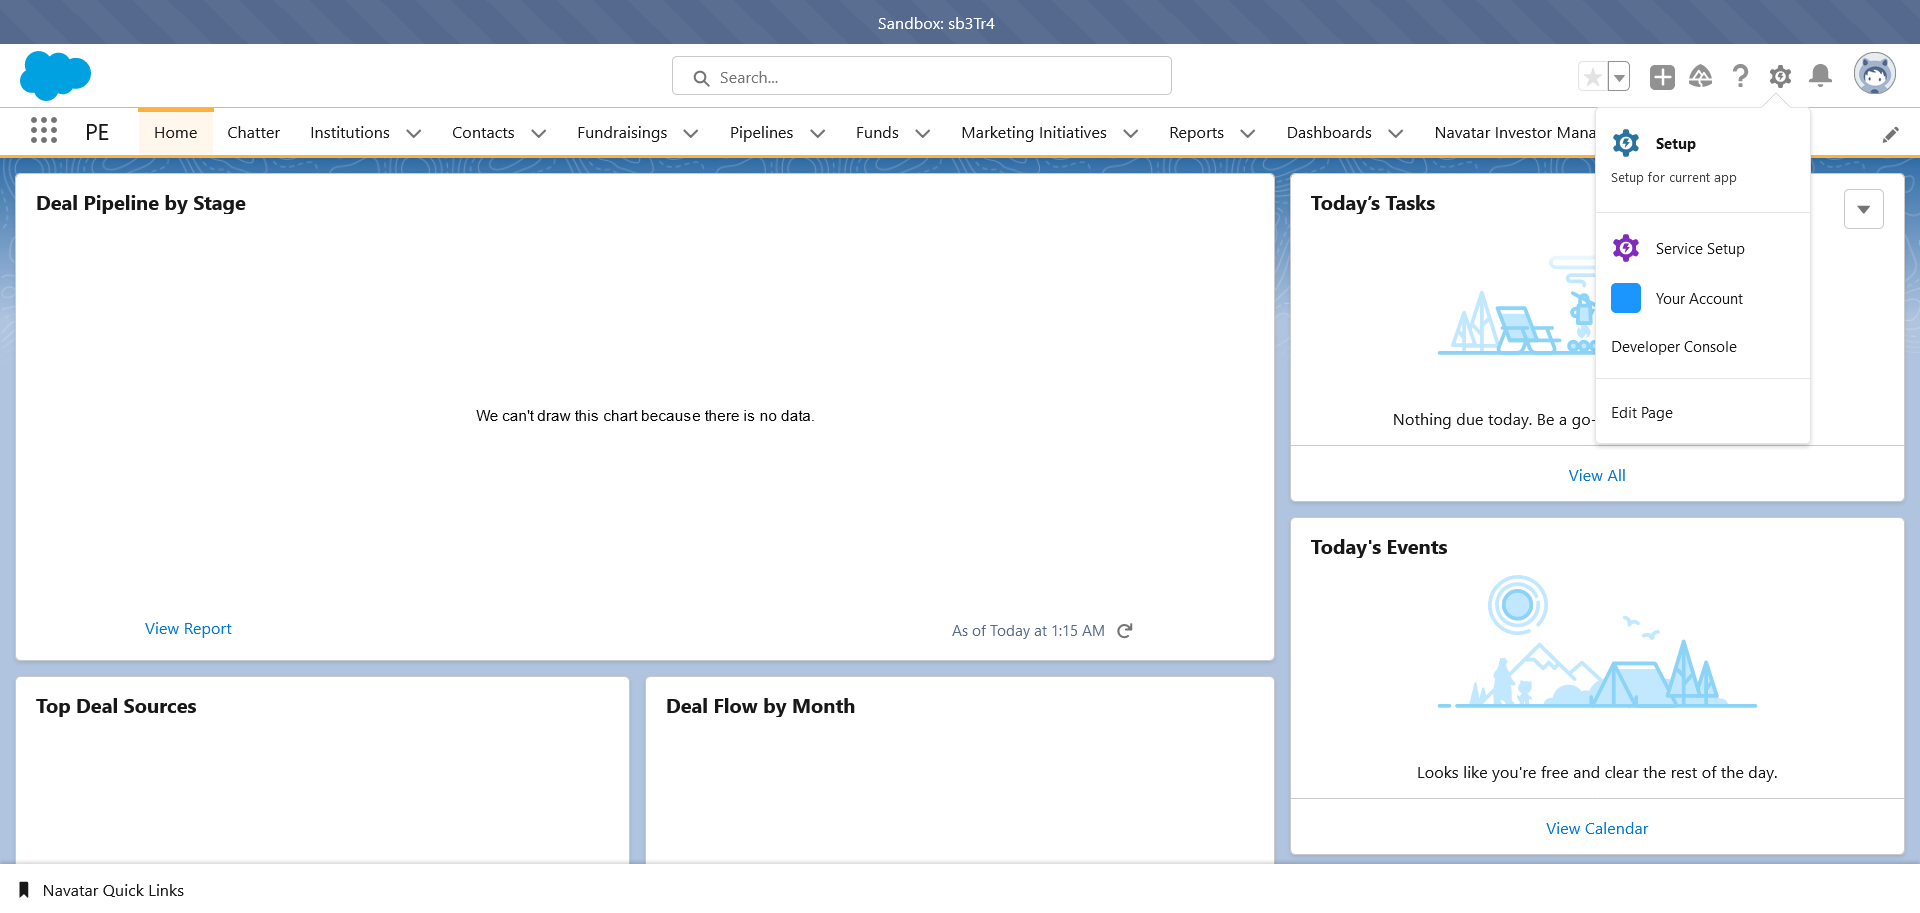 Sandbox: sb3Tr4
Search...
PE
Home
Chatter
Institutions
Contacts
Fundraisings
Pipelines
Funds
Marketing Initiatives
Reports
Dashboards
Navatar Investor Mana
Setup
Setup for current app
Service Setup
Your Account
Developer Console
Edit Page
Deal Pipeline by Stage
We can't draw this chart because there is no data.
View Report
As of Today at 1:15 AM
Today’s Tasks
Nothing due today. Be a go-
View All
Today's Events
Looks like you're free and clear the rest of the day.
View Calendar
Top Deal Sources
Deal Flow by Month
Navatar Quick Links